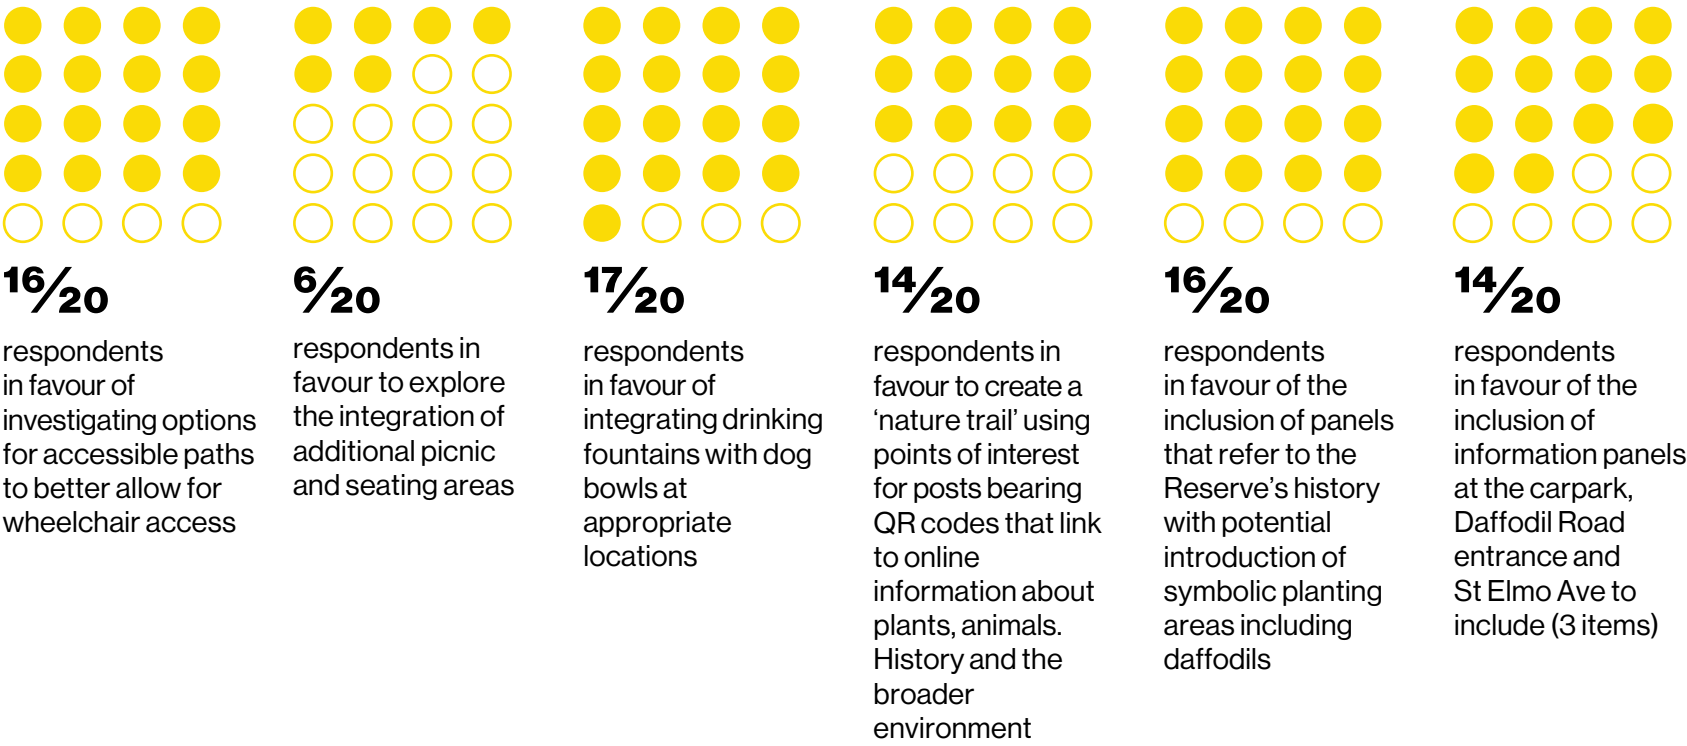 16/20
respondents
in favour of
investigating options
for accessible paths
to better allow for
wheelchair access
6/20
respondents in
favour to explore
the integration of
additional picnic
and seating areas
17/20
respondents
in favour of
integrating drinking
fountains with dog
bowls at
appropriate
locations
14/20
respondents in
favour to create a
‘nature trail’ using
points of interest
for posts bearing
QR codes that link
to online
information about
plants, animals.
History and the
broader
environment
16/20
respondents
in favour of the
inclusion of panels
that refer to the
Reserve’s history
with potential
introduction of
symbolic planting
areas including
daffodils
14/20
respondents
in favour of the
inclusion of
information panels
at the carpark,
Daffodil Road
entrance and
St Elmo Ave to
include (3 items)